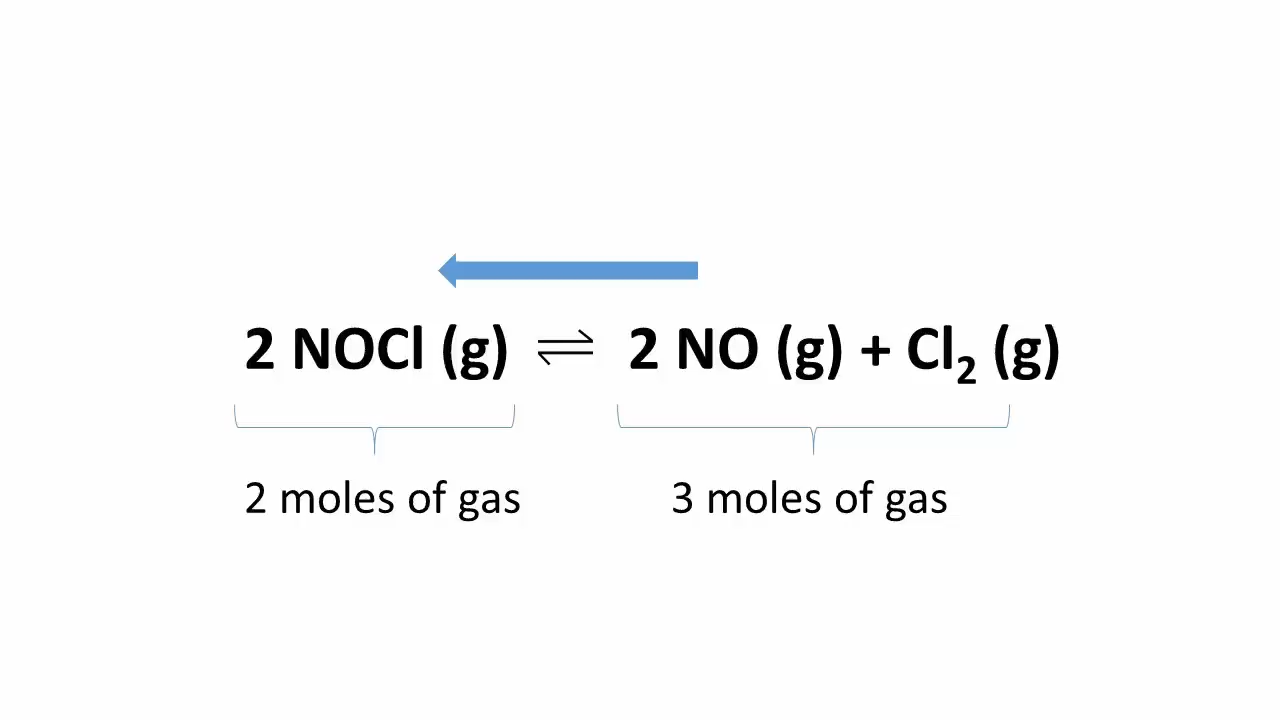 2 NOCl (g) ⇌ 2 NO (g) + Cl₂ (g)
2 moles of gas 3 moles of gas